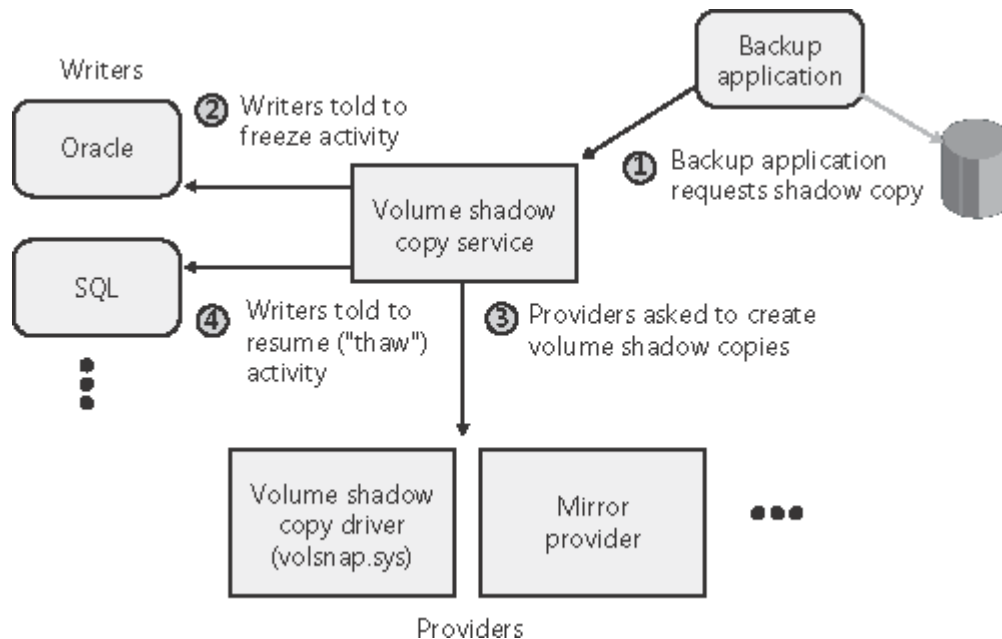 Backup
application
Writers
2 Writers told to
freeze activity
Oracle
1 Backup application
requests shadow copy
Volume shadow
copy service
SQL
4 Writers told to
resume ("thaw")
activity
3 Providers asked to create
volume shadow copies
Volume shadow
copy driver
(volsnap.sys)
Mirror
provider
Providers